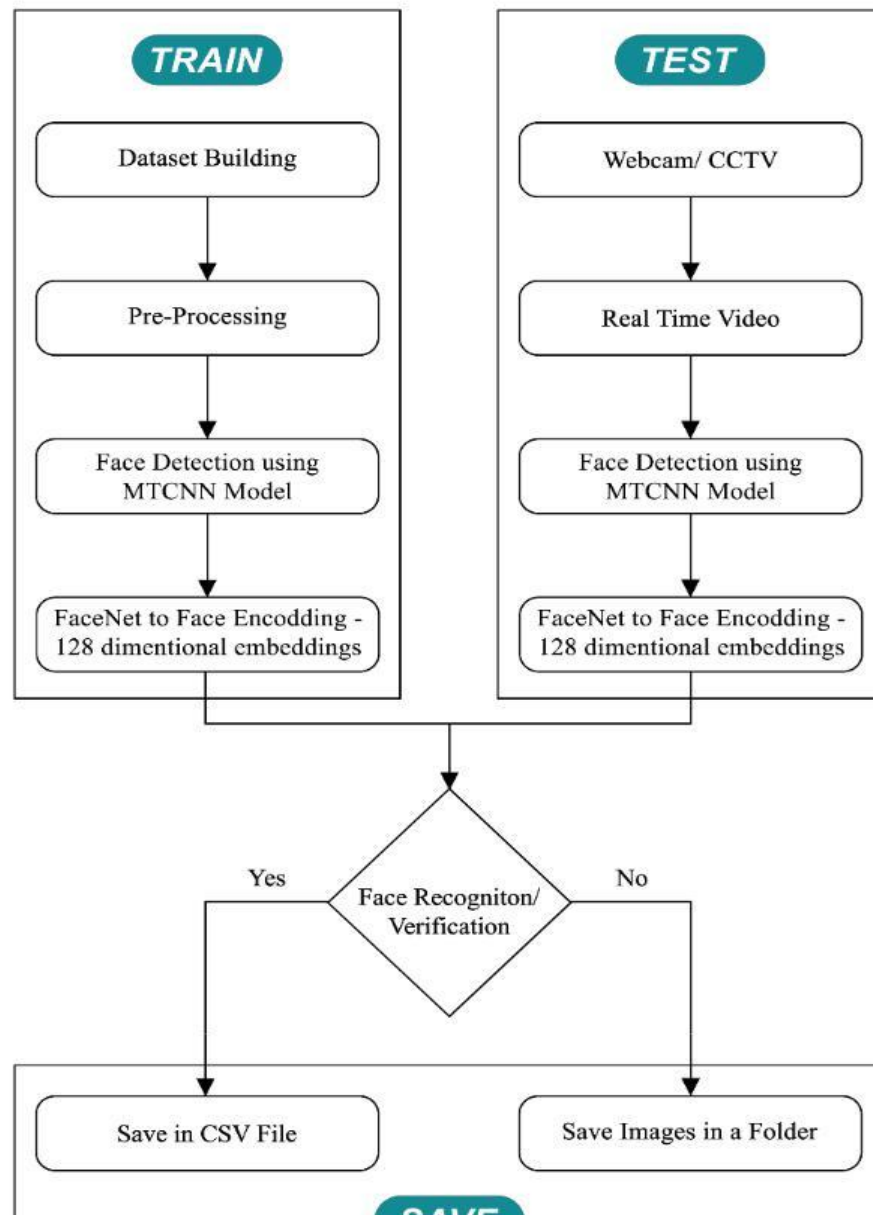 TRAIN
Dataset Building
Pre-Processing
Face Detection using
MTCNN Model
FaceNet to Face Encodding -
128 dimentional embeddings
TEST
Webcam/ CCTV
Real Time Video
Face Detection using
MTCNN Model
FaceNet to Face Encodding -
128 dimentional embeddings
Face Recogniton/
Verification
Yes
No
Save in CSV File
Save Images in a Folder
SAVE